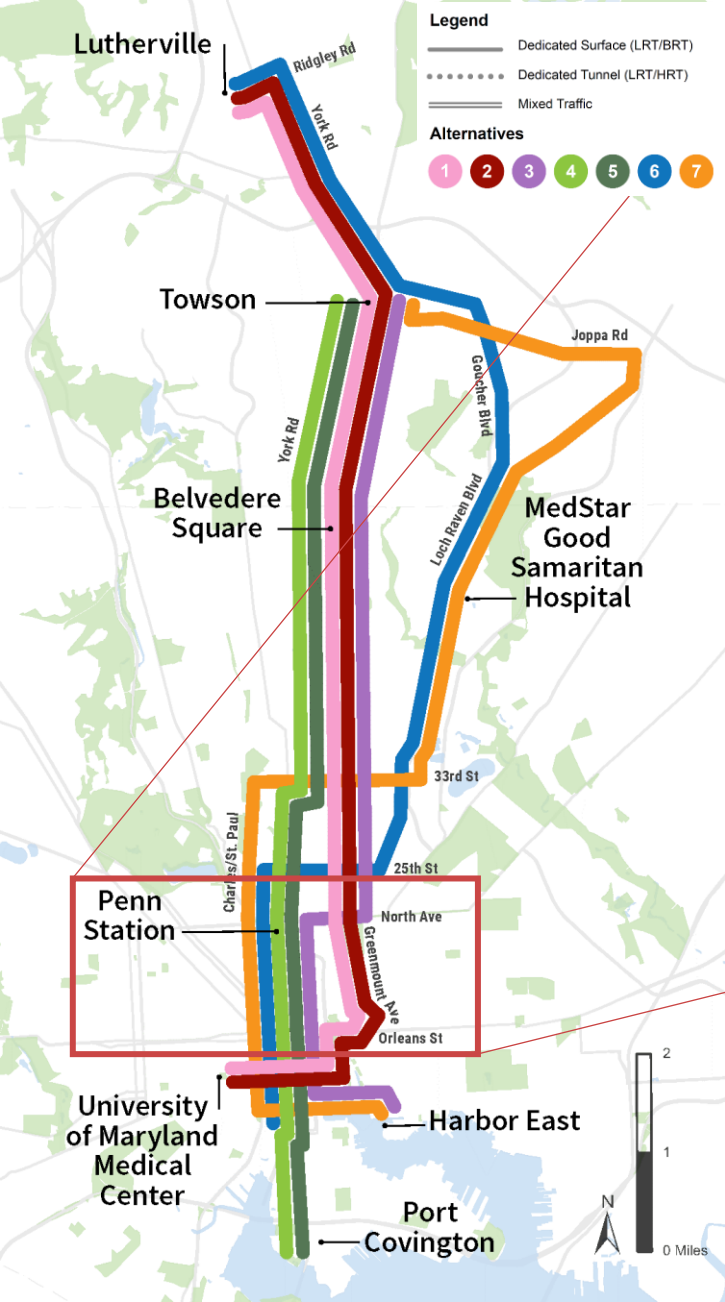 Legend
Dedicated Surface (LRT/BRT)
Dedicated Tunnel (LRT/HRT)
Mixed Traffic
Alternatives
1 2 3 4 5 6 7
Lutherville
Ridgley Rd
York Rd
Towson
Joppa Rd
Goucher Blvd
York Rd
Belvedere
Square
Loch Raven Blvd
MedStar
Good
Samaritan
Hospital
33rd St
Charles/St. Paul
25th St
Penn
Station
North Ave
Greenmount Ave
Orleans St
University
of Maryland
Medical
Center
Harbor East
Port
Covington
2
1
0 Miles
N